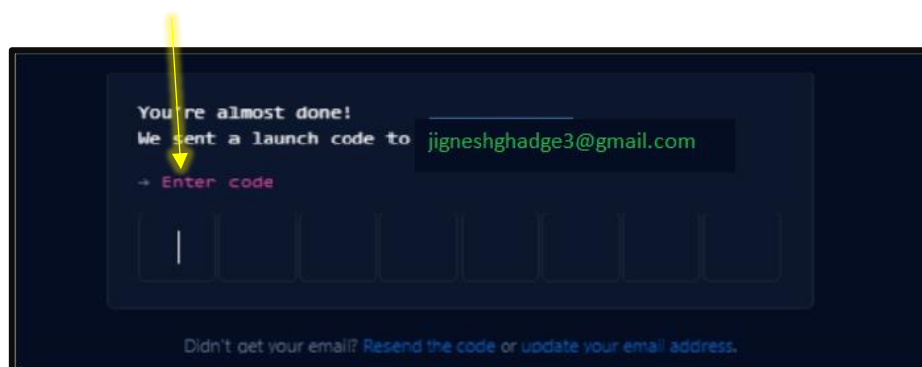 You're almost done!
We sent a launch code to jigneshghadge3@gmail.com
→ Enter code
Didn't get your email? Resend the code or update your email address.